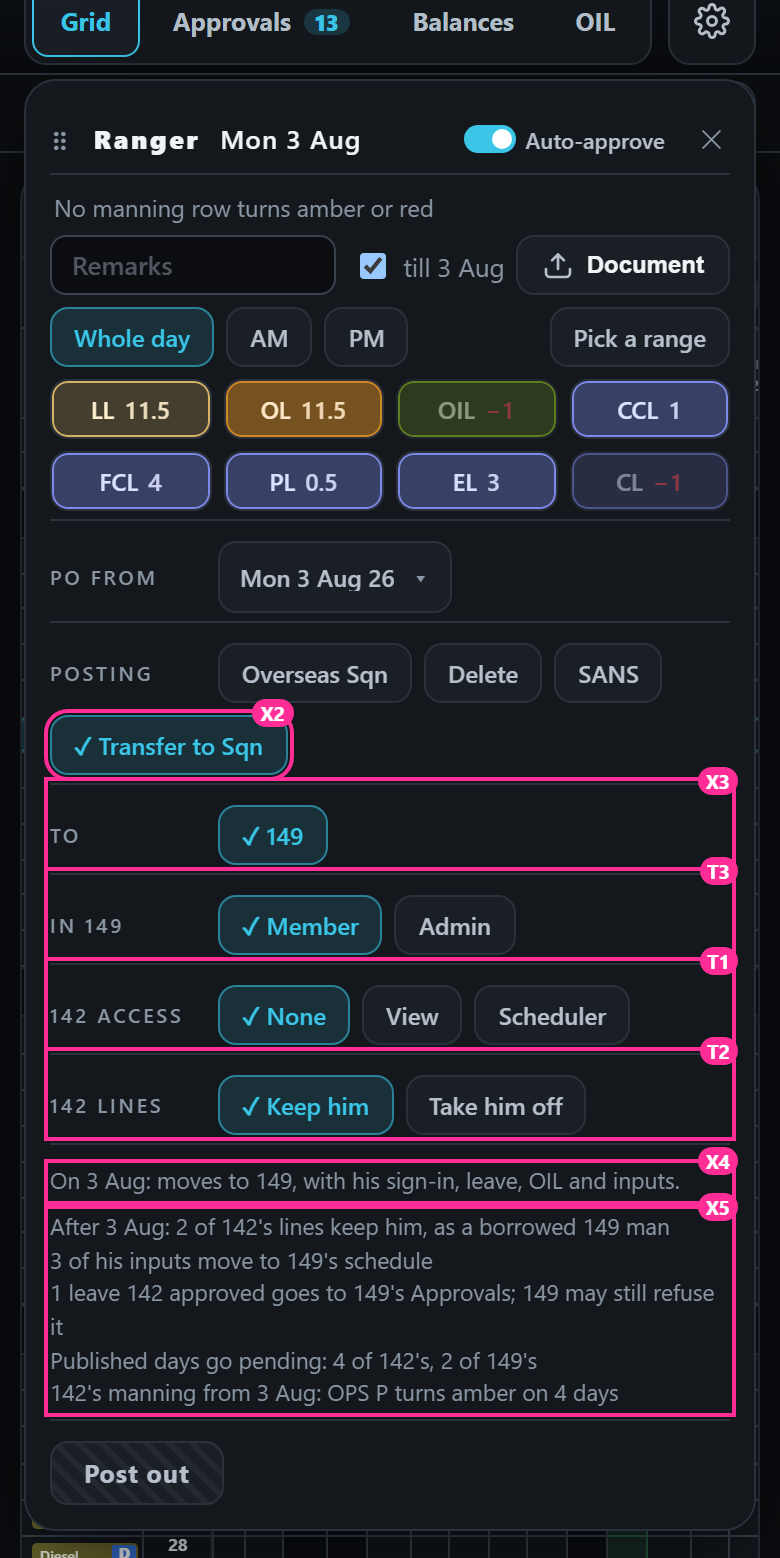 Grid Approvals 13 Balances OIL
Ranger Mon 3 Aug Auto-approve
No manning row turns amber or red
Remarks till 3 Aug Document
Whole day AM PM Pick a range
LL 11.5 OL 11.5 OIL −1 CCL 1
FCL 4 PL 0.5 EL 3 CL −1
PO FROM Mon 3 Aug 26
POSTING Overseas Sqn Delete SANS
X2
✓ Transfer to Sqn
X3
TO ✓ 149
T3
IN 149 ✓ Member Admin
T1
142 ACCESS ✓ None View Scheduler
T2
142 LINES ✓ Keep him Take him off
X4
On 3 Aug: moves to 149, with his sign-in, leave, OIL and inputs.
X5
After 3 Aug: 2 of 142's lines keep him, as a borrowed 149 man
3 of his inputs move to 149's schedule
1 leave 142 approved goes to 149's Approvals; 149 may still refuse
it
Published days go pending: 4 of 142's, 2 of 149's
142's manning from 3 Aug: OPS P turns amber on 4 days
Post out
Diesel D 28